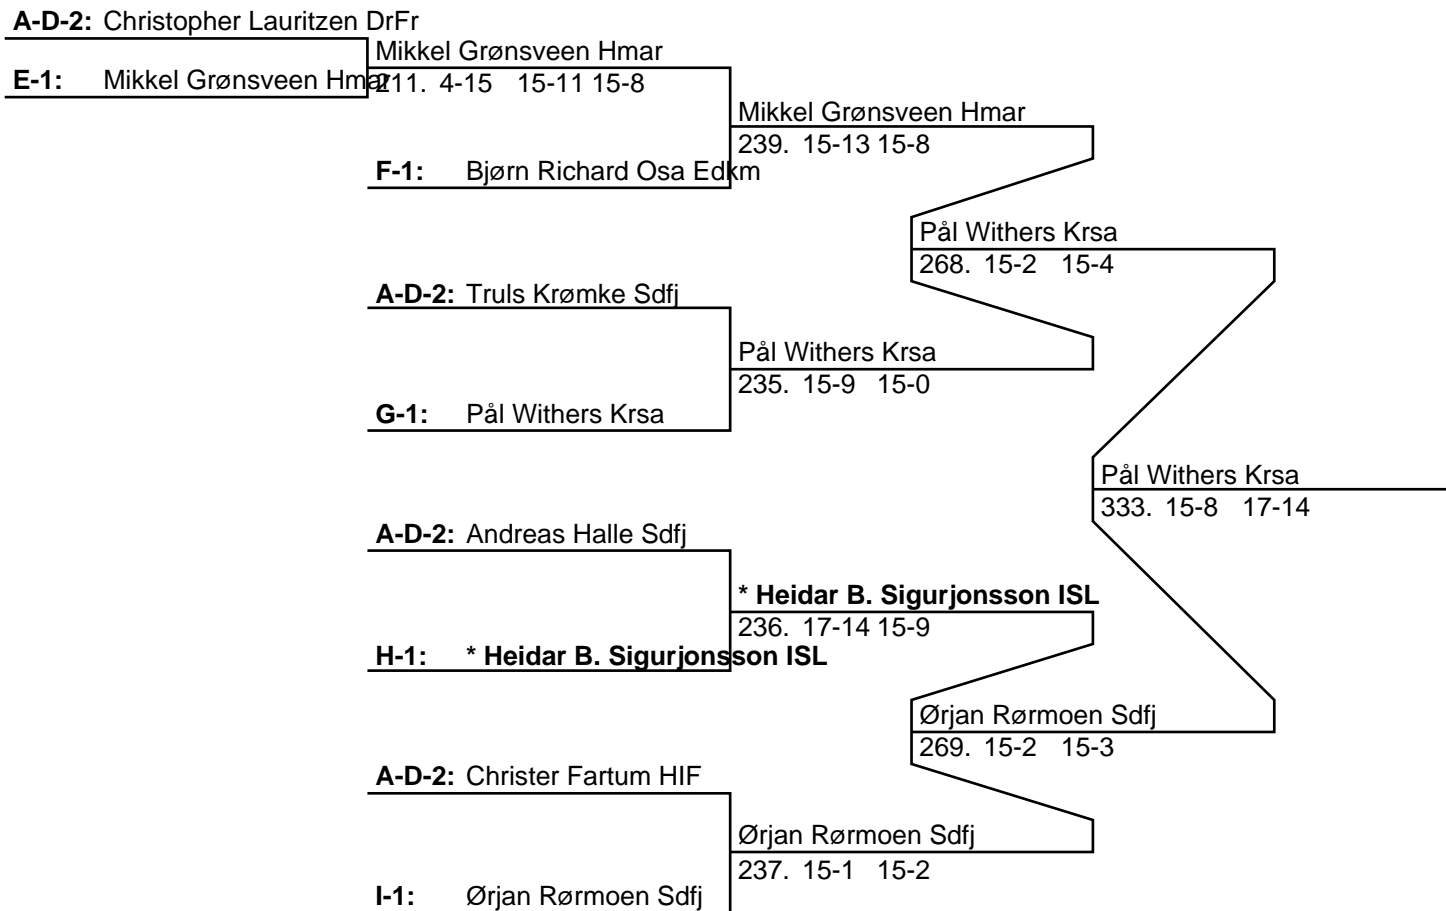 A-D-2: Christopher Lauritzen DrFr
Mikkel Grønsveen Hmar
E-1: Mikkel Grønsveen Hmar
211. 4-15 15-11 15-8
Mikkel Grønsveen Hmar
239. 15-13 15-8
F-1: Bjørn Richard Osa Edkm
Pål Withers Krsa
268. 15-2 15-4
A-D-2: Truls Krømke Sdfj
Pål Withers Krsa
235. 15-9 15-0
G-1: Pål Withers Krsa
Pål Withers Krsa
333. 15-8 17-14
A-D-2: Andreas Halle Sdfj
* Heidar B. Sigurjonsson ISL
236. 17-14 15-9
H-1: * Heidar B. Sigurjonsson ISL
Ørjan Rørmoen Sdfj
269. 15-2 15-3
A-D-2: Christer Fartum HIF
Ørjan Rørmoen Sdfj
237. 15-1 15-2
I-1: Ørjan Rørmoen Sdfj